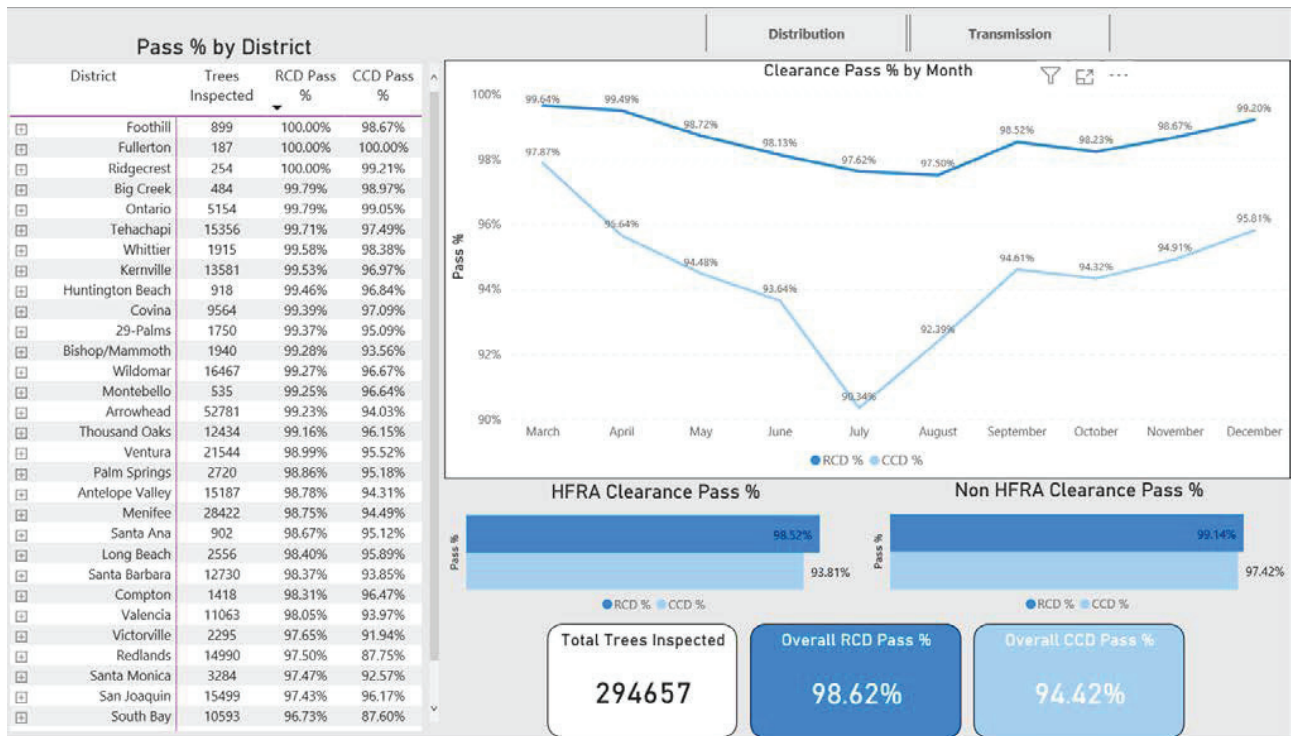 Distribution
Transmission
Pass % by District
District Trees Inspected RCD Pass % CCD Pass %
Foothill 899 100.00% 98.67%
Fullerton 187 100.00% 100.00%
Ridgecrest 254 100.00% 99.21%
Big Creek 484 99.79% 98.97%
Ontario 5154 99.79% 99.05%
Tehachapi 15356 99.71% 97.49%
Whittier 1915 99.58% 98.38%
Kernville 13581 99.53% 96.97%
Huntington Beach 918 99.46% 96.84%
Covina 9564 99.39% 97.09%
29-Palms 1750 99.37% 95.09%
Bishop/Mammoth 1940 99.28% 93.56%
Wildomar 16467 99.27% 96.67%
Montebello 535 99.25% 96.64%
Arrowhead 52781 99.23% 94.03%
Thousand Oaks 12434 99.16% 96.15%
Ventura 21544 98.99% 95.52%
Palm Springs 2720 98.86% 95.18%
Antelope Valley 15187 98.78% 94.31%
Menifee 28422 98.75% 94.49%
Santa Ana 902 98.67% 95.12%
Long Beach 2556 98.40% 95.89%
Santa Barbara 12730 98.37% 93.85%
Compton 1418 98.31% 96.47%
Valencia 11063 98.05% 93.97%
Victorville 2295 97.65% 91.94%
Redlands 14990 97.50% 87.75%
Santa Monica 3284 97.47% 92.57%
San Joaquin 15499 97.43% 96.17%
South Bay 10593 96.73% 87.60%
Clearance Pass % by Month
Pass %
100%
98%
96%
94%
92%
90%
99.64% 99.49% 98.72% 98.13% 97.62% 97.50% 98.52% 98.23% 98.67% 99.20%
97.87% 95.64% 94.48% 93.64% 90.34% 92.39% 94.61% 94.32% 94.91% 95.81%
March April May June July August September October November December
RCD % CCD %
HFRA Clearance Pass %
Pass %
98.52%
93.81%
RCD % CCD %
Non HFRA Clearance Pass %
Pass %
99.14%
97.42%
RCD % CCD %
Total Trees Inspected
294657
Overall RCD Pass %
98.62%
Overall CCD Pass %
94.42%